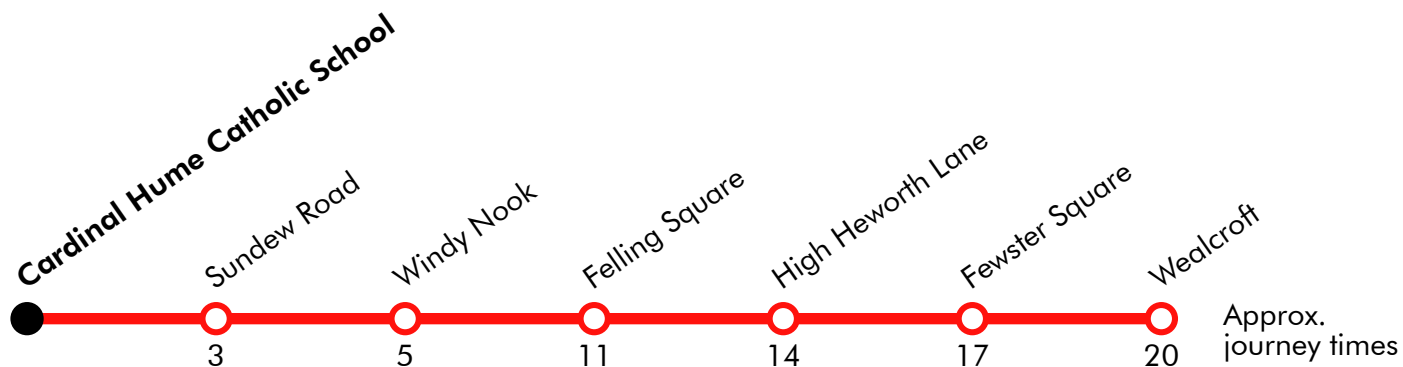 Cardinal Hume Catholic School
Sundew Road
Windy Nook
Felling Square
High Heworth Lane
Fewster Square
Wealcroft
3
5
11
14
17
20
Approx.
journey times